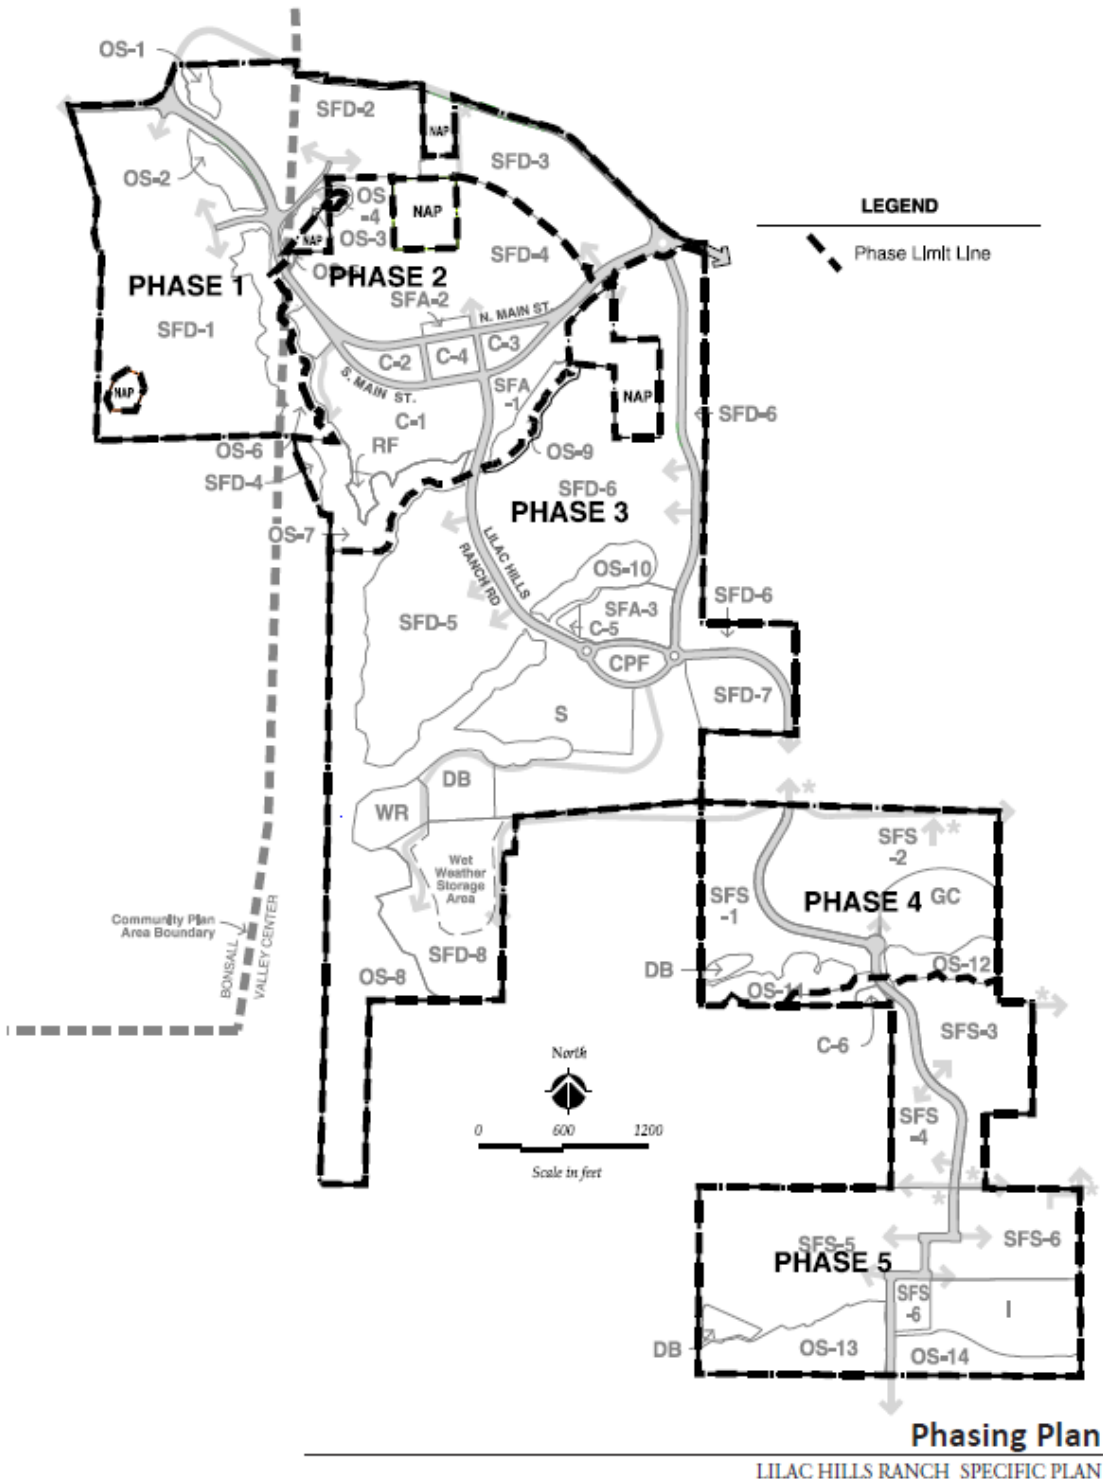 OS-1
SFD-2
NAP
SFD-3
OS-2
OS
-4
NAP
OS-3
NAP
LEGEND
Phase Limit Line
SFD-4
PHASE 1
PHASE 2
SFA-2
N. MAIN ST.
SFD-1
C-2
C-4
C-3
S. MAIN ST.
SFA
-1
NAP
NAP
C-1
SFD-6
RF
OS-6
OS-9
SFD-4
SFD-6
PHASE 3
OS-7
LILAC HILLS
RANCH RD
OS-10
SFD-6
SFA-3
SFD-5
C-5
CPF
SFD-7
S
DB
WR
SFS
-2
Wet
Weather
Storage
Area
SFS
-1
PHASE 4
GC
Community Plan
Area Boundary
BONSALL
VALLEY CENTER
SFD-8
OS-8
DB
OS-12
OS-11
C-6
SFS-3
North
0 600 1200
Scale in feet
SFS
-4
SFS-5
SFS-6
PHASE 5
SFS
-6
I
DB
OS-13
OS-14
Phasing Plan
LILAC HILLS RANCH SPECIFIC PLAN